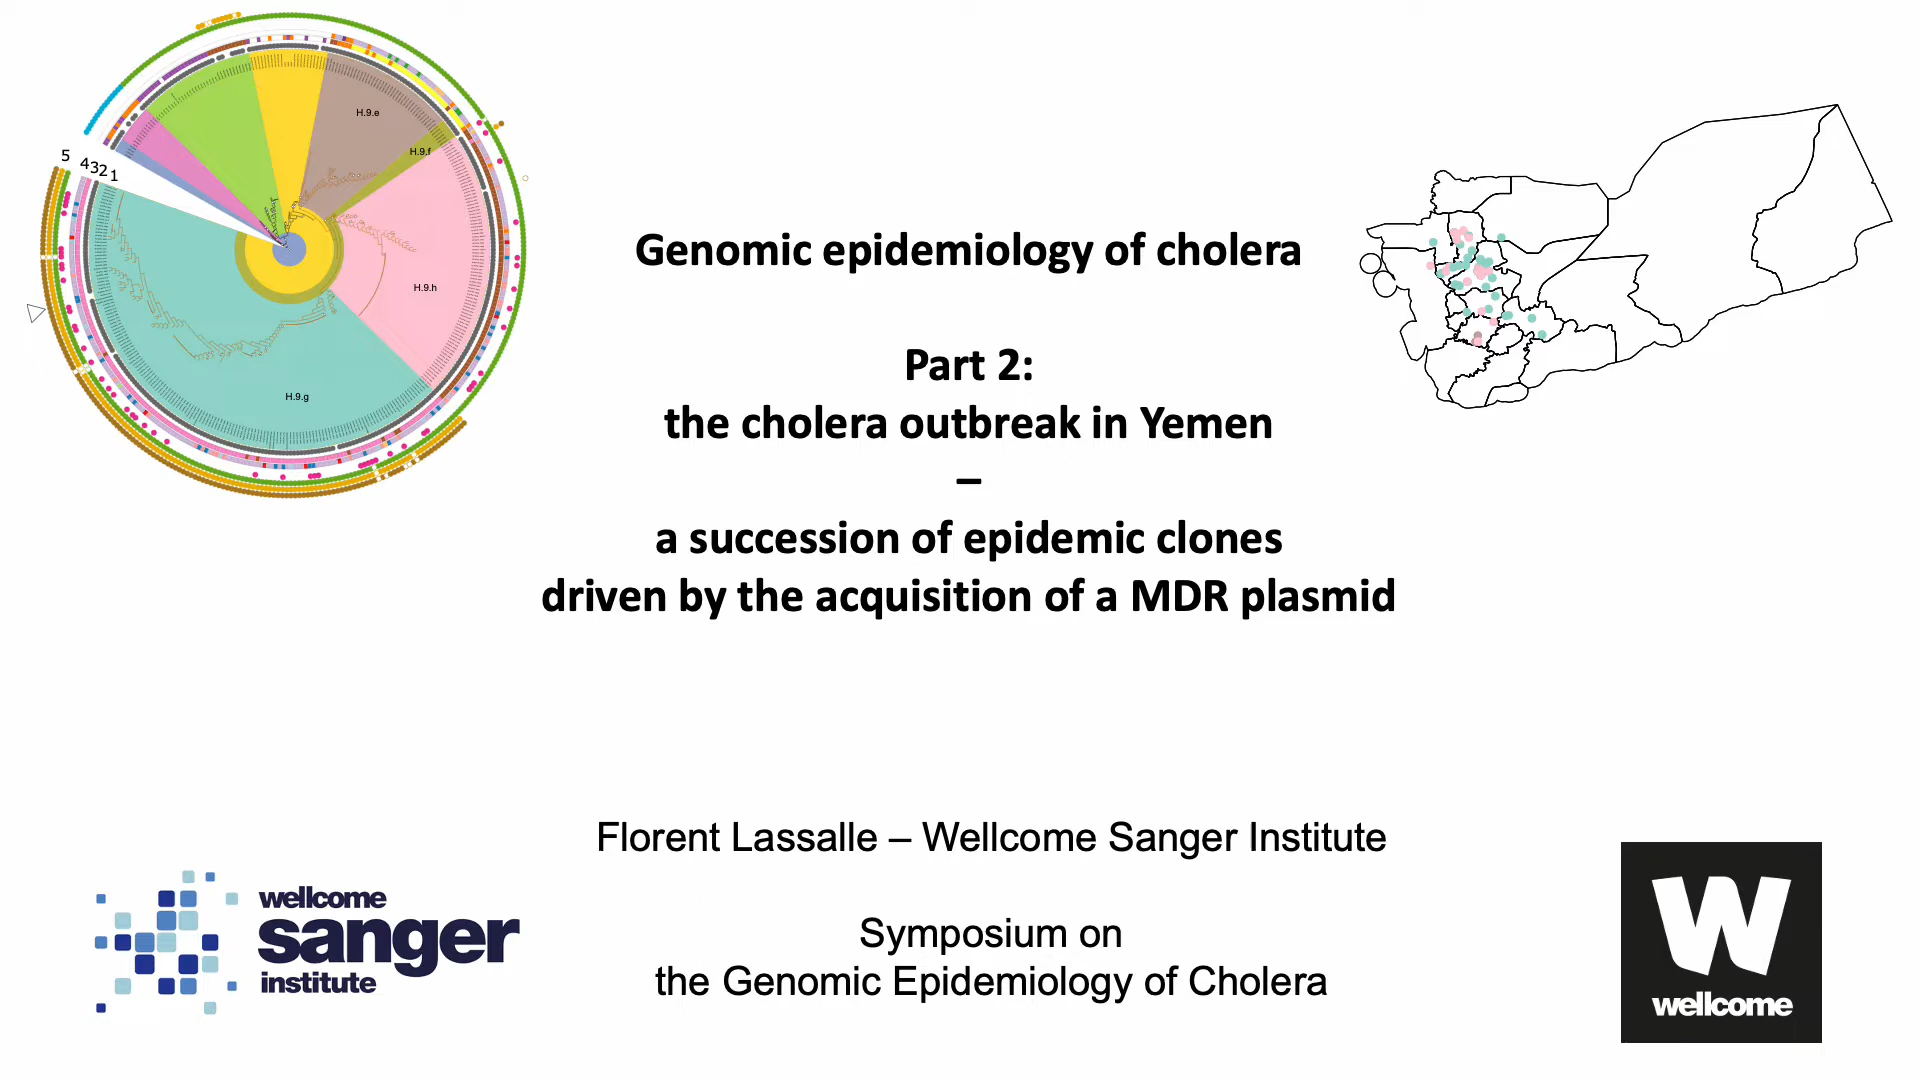 H.9.e
H.9.f
5 4 3 2 1
H.9.h
H.9.g
Genomic epidemiology of cholera
Part 2:
the cholera outbreak in Yemen
–
a succession of epidemic clones
driven by the acquisition of a MDR plasmid
Florent Lassalle – Wellcome Sanger Institute
Symposium on
the Genomic Epidemiology of Cholera
wellcome
sanger
institute
W
wellcome